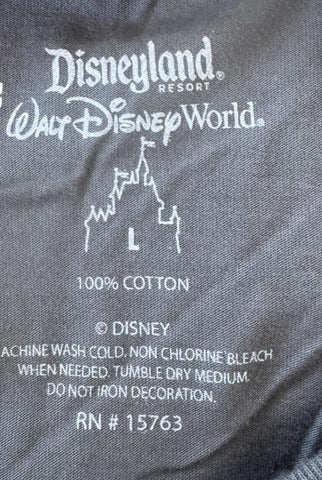 Disneyland®
RESORT
WALT DISNEY World®
L
100% COTTON
© DISNEY
ACHINE WASH COLD. NON CHLORINE BLEACH
WHEN NEEDED. TUMBLE DRY MEDIUM.
DO NOT IRON DECORATION.
RN # 15763